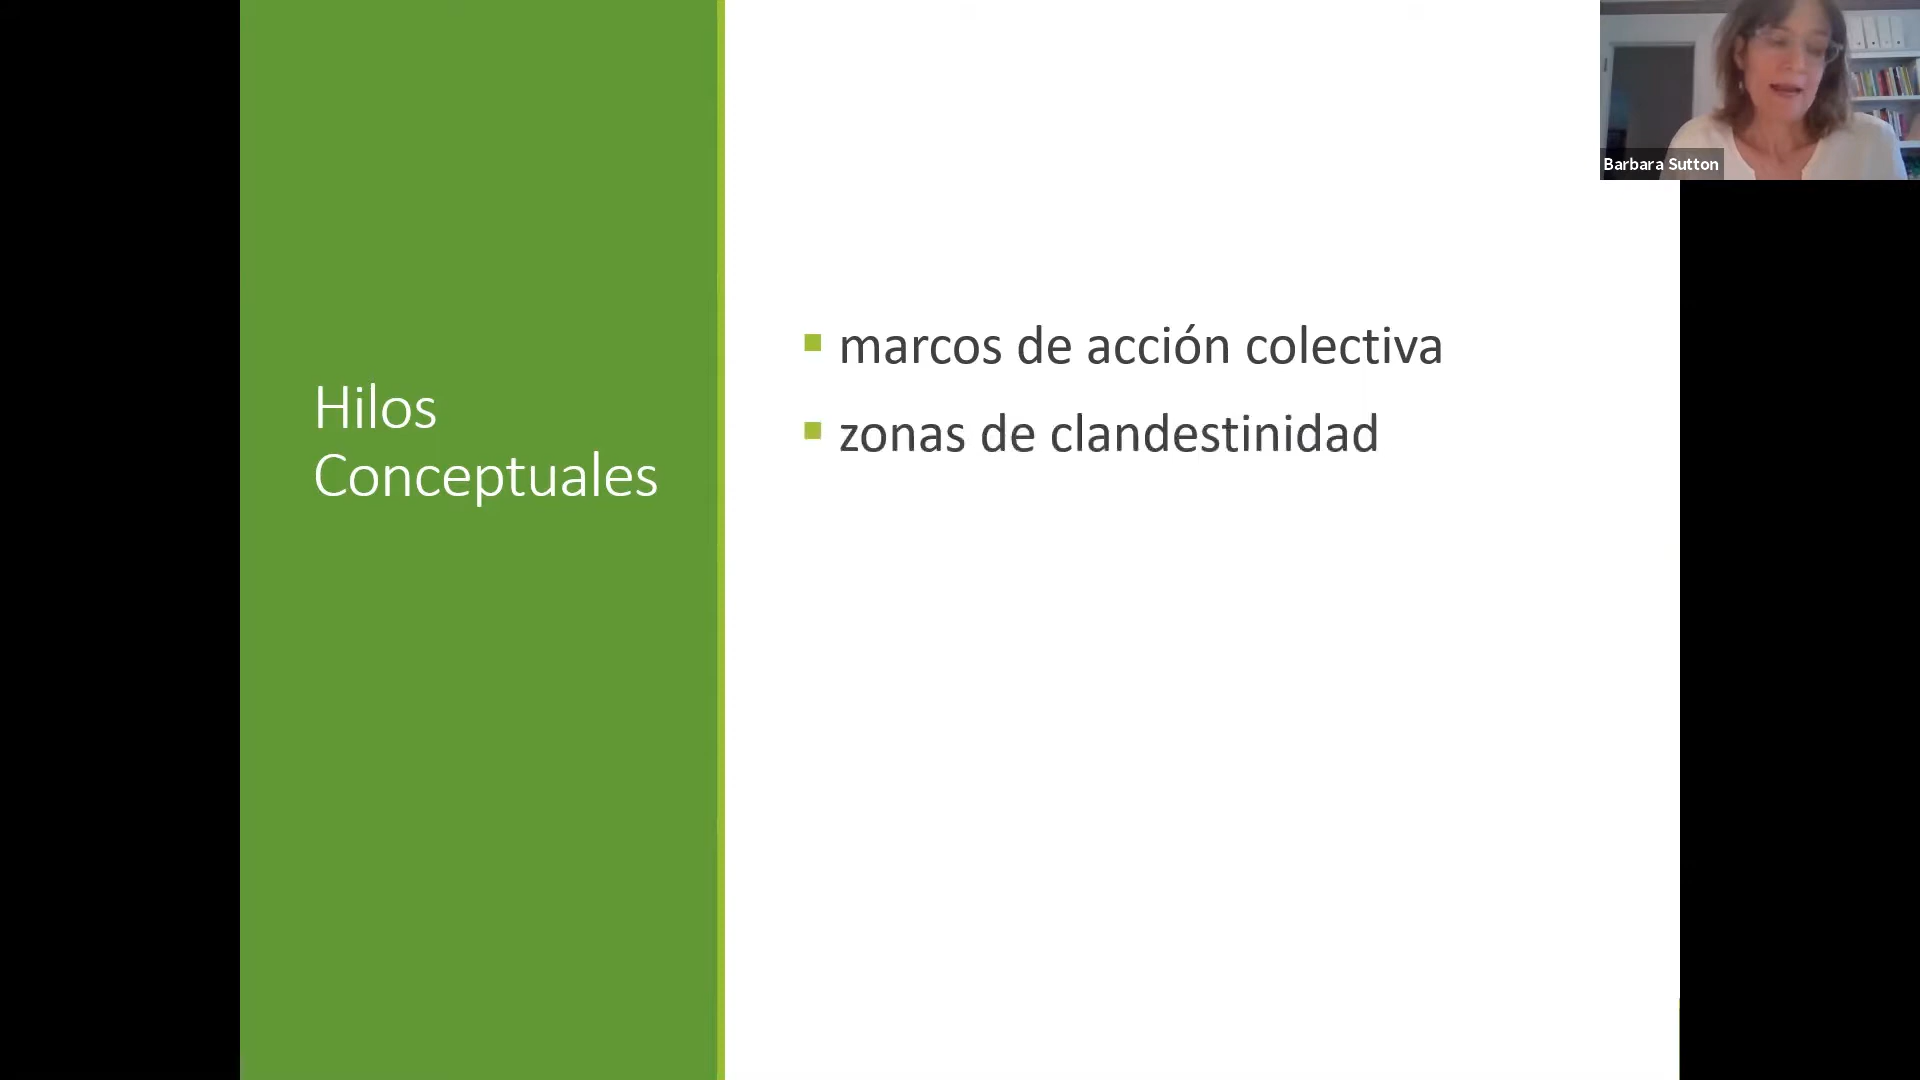 Hilos
Conceptuales
marcos de acción colectiva
zonas de clandestinidad
Barbara Sutton